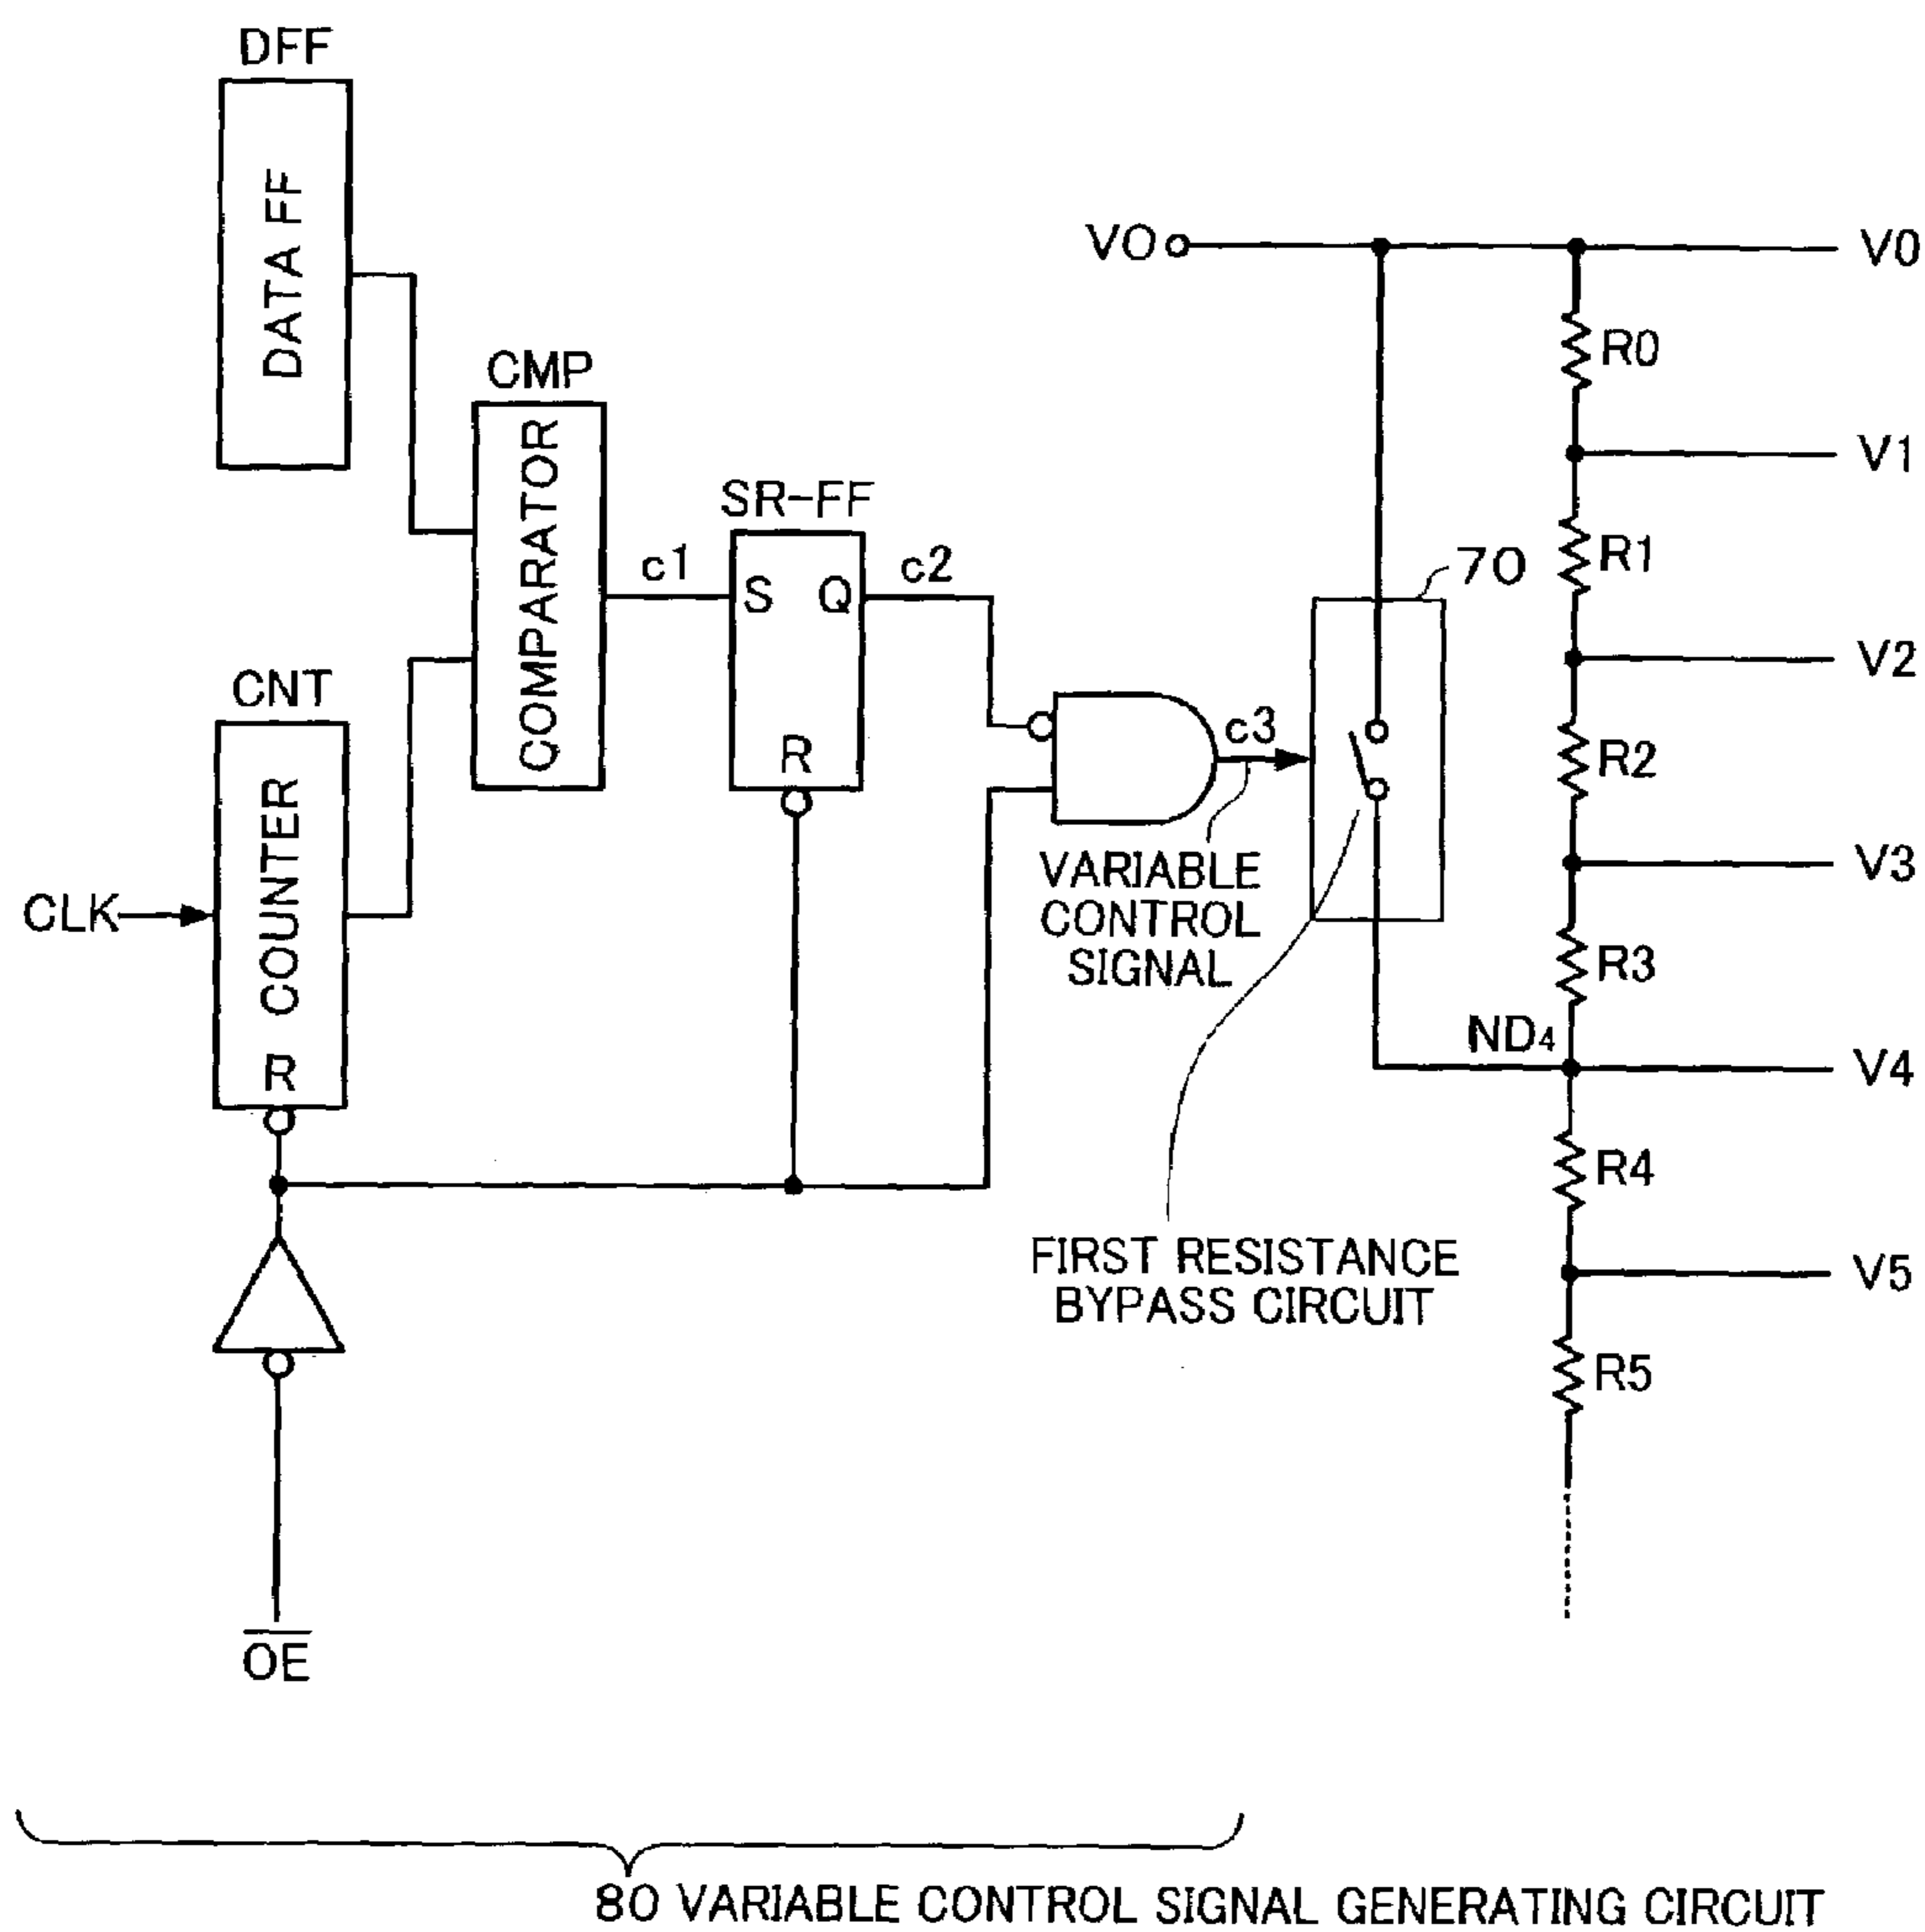 DFF
DATA FF
VO
V0
R0
CMP
COMPARATOR
V1
SR-FF
c1
S
Q
c2
R
70
R1
V2
CNT
COUNTER
R
CLK
c3
R2
VARIABLE
CONTROL
SIGNAL
V3
R3
ND4
V4
R4
FIRST RESISTANCE
BYPASS CIRCUIT
V5
R5
OE
80 VARIABLE CONTROL SIGNAL GENERATING CIRCUIT